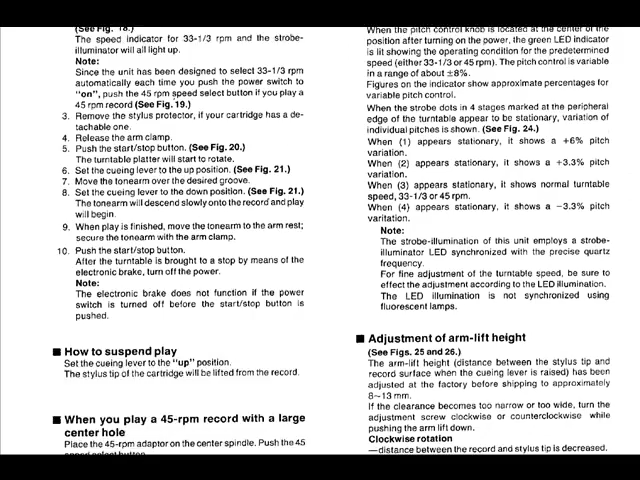 (See Fig. 18.)
The speed indicator for 33-1/3 rpm and the strobe-
illuminator will all light up.
Note:
Since the unit has been designed to select 33-1/3 rpm
automatically each time you push the power switch to
"on", push the 45 rpm speed select button if you play a
45 rpm record (See Fig. 19.)
3. Remove the stylus protector, if your cartridge has a de-
tachable one.
4. Release the arm clamp.
5. Push the start/stop button. (See Fig. 20.)
The turntable platter will start to rotate.
6. Set the cueing lever to the up position. (See Fig. 21.)
7. Move the tonearm over the desired groove.
8. Set the cueing lever to the down position. (See Fig. 21.)
The tonearm will descend slowly onto the record and play
will begin.
9. When play is finished, move the tonearm to the arm rest;
secure the tonearm with the arm clamp.
10. Push the start/stop button.
After the turntable is brought to a stop by means of the
electronic brake, turn off the power.
Note:
The electronic brake does not function if the power
switch is turned off before the start/stop button is
pushed.
■ How to suspend play
Set the cueing lever to the "up" position.
The stylus tip of the cartridge will be lifted from the record.
■ When you play a 45-rpm record with a large
center hole
Place the 45-rpm adaptor on the center spindle. Push the 45
speed select button.
When the pitch control knob is located at the center of the
position after turning on the power, the green LED indicator
is lit showing the operating condition for the predetermined
speed (either 33-1/3 or 45 rpm). The pitch control is variable
in a range of about ±8%.
Figures on the indicator show approximate percentages for
variable pitch control.
When the strobe dots in 4 stages marked at the peripheral
edge of the turntable appear to be stationary, variation of
individual pitches is shown. (See Fig. 24.)
When (1) appears stationary, it shows a +6% pitch
variation.
When (2) appears stationary, it shows a +3.3% pitch
variation.
When (3) appears stationary, it shows normal turntable
speed, 33-1/3 or 45 rpm.
When (4) appears stationary, it shows a −3.3% pitch
varitation.
Note:
The strobe-illumination of this unit employs a strobe-
illuminator LED synchronized with the precise quartz
frequency.
For fine adjustment of the turntable speed, be sure to
effect the adjustment according to the LED illumination.
The LED illumination is not synchronized using
fluorescent lamps.
■ Adjustment of arm-lift height
(See Figs. 25 and 26.)
The arm-lift height (distance between the stylus tip and
record surface when the cueing lever is raised) has been
adjusted at the factory before shipping to approximately
8~13 mm.
If the clearance becomes too narrow or too wide, turn the
adjustment screw clockwise or counterclockwise while
pushing the arm lift down.
Clockwise rotation
—distance between the record and stylus tip is decreased.